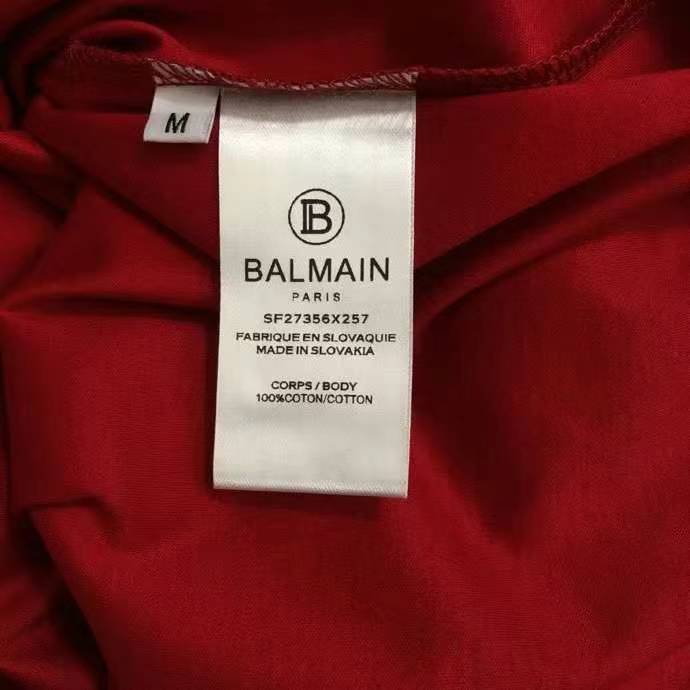 M
B
BALMAIN
PARIS
SF27356X257
FABRIQUE EN SLOVAQUIE
MADE IN SLOVAKIA
CORPS / BODY
100%COTON/COTTON